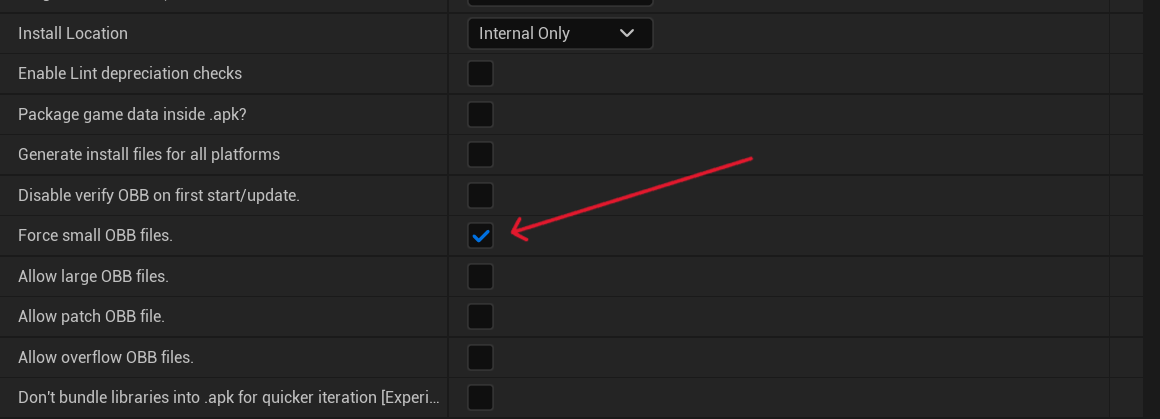 Install Location
Internal Only
Enable Lint depreciation checks
Package game data inside .apk?
Generate install files for all platforms
Disable verify OBB on first start/update.
Force small OBB files.
Allow large OBB files.
Allow patch OBB file.
Allow overflow OBB files.
Don't bundle libraries into .apk for quicker iteration [Experi...